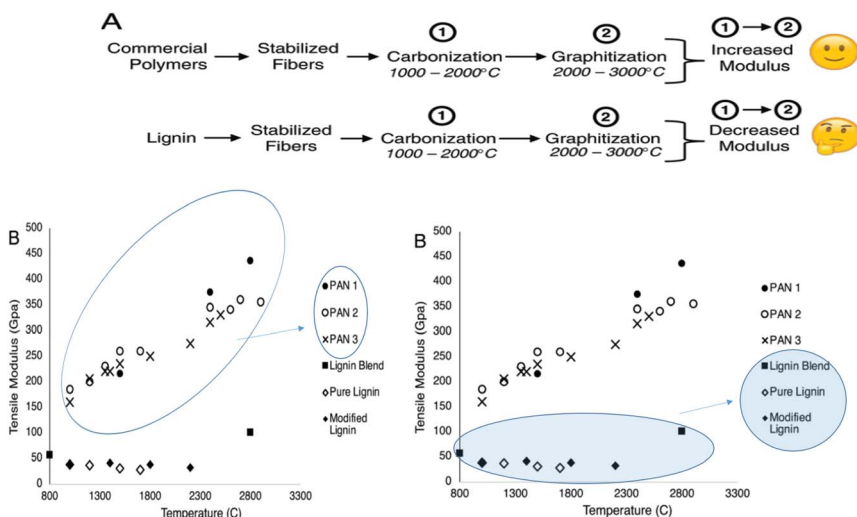 A
Commercial Polymers → Stabilized Fibers → ① Carbonization 1000 – 2000°C → ② Graphitization 2000 – 3000°C ① → ② Increased Modulus
Lignin → Stabilized Fibers → ① Carbonization 1000 – 2000°C → ② Graphitization 2000 – 3000°C ① → ② Decreased Modulus
B
Tensile Modulus (Gpa)
500
450
400
350
300
250
200
150
100
50
0
800 1300 1800 2300 2800 3300
Temperature (C)
PAN 1
PAN 2
PAN 3
Lignin Blend
Pure Lignin
Modified
Lignin
B
Tensile Modulus (Gpa)
500
450
400
350
300
250
200
150
100
50
0
800 1300 1800 2300 2800 3300
Temperature (C)
PAN 1
PAN 2
PAN 3
Lignin Blend
Pure Lignin
Modified
Lignin